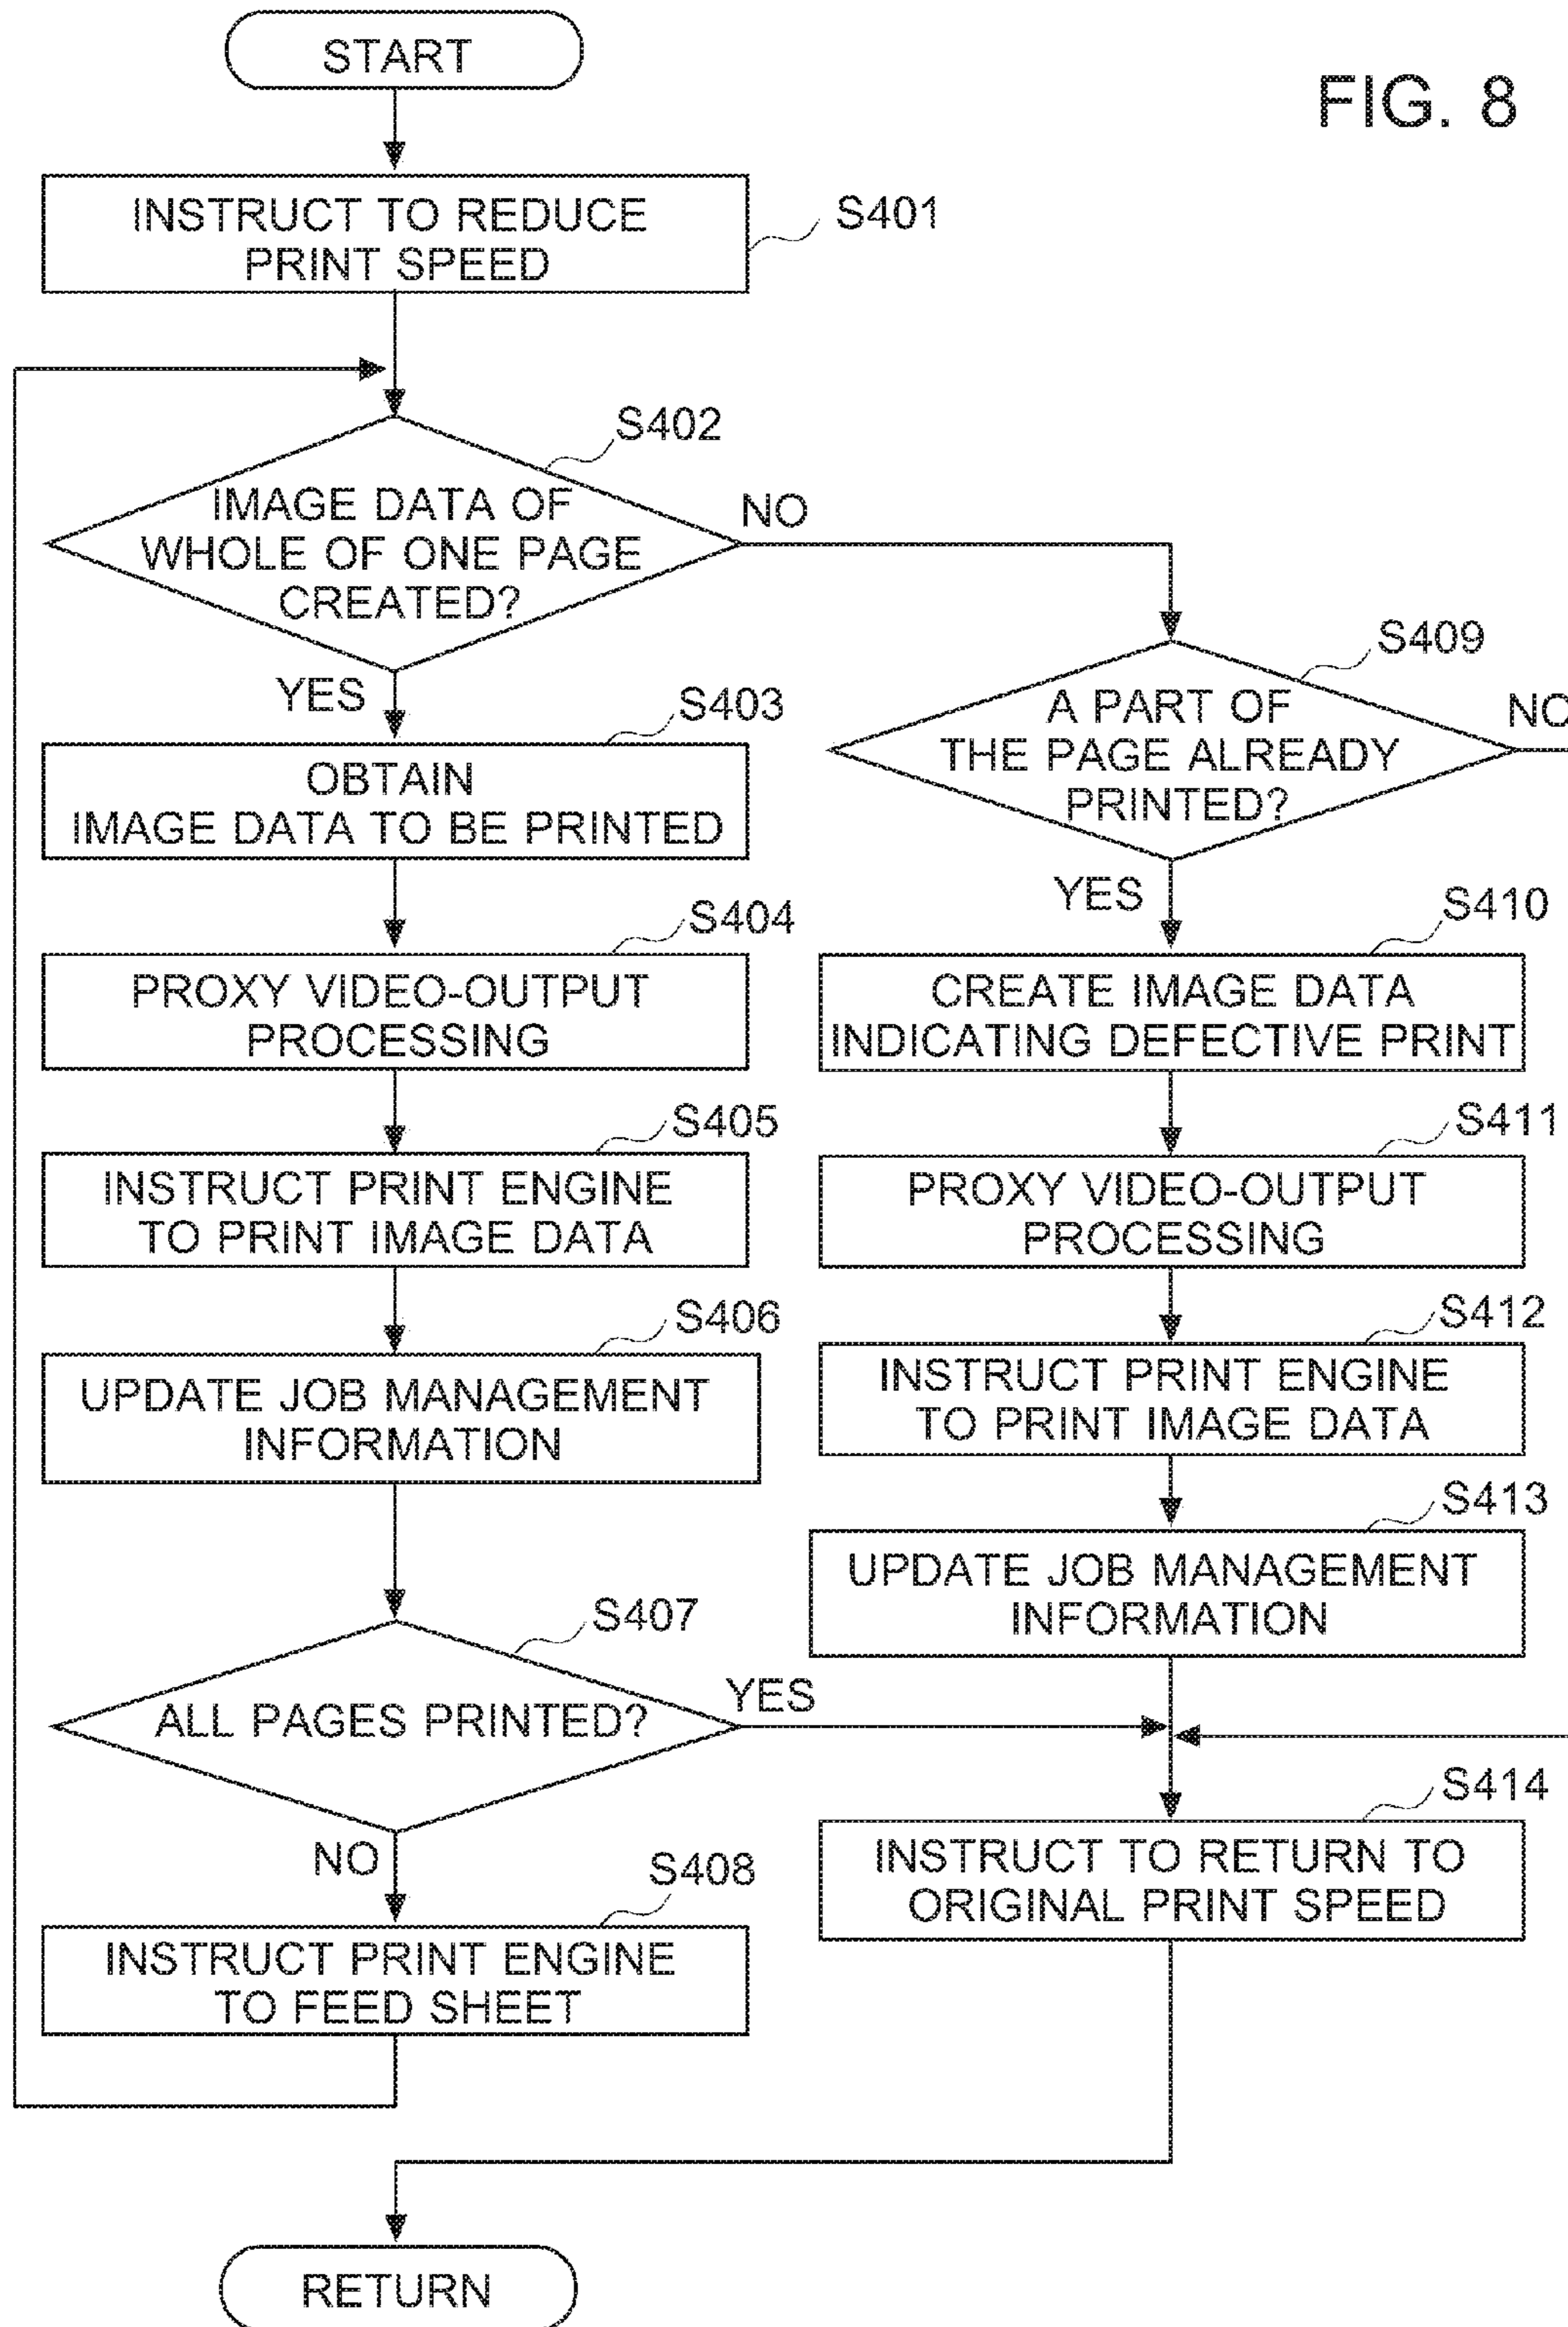 START
FIG. 8
INSTRUCT TO REDUCE
PRINT SPEED
S401
S402
IMAGE DATA OF
WHOLE OF ONE PAGE
CREATED?
NO
YES
S403
OBTAIN
IMAGE DATA TO BE PRINTED
S404
PROXY VIDEO-OUTPUT
PROCESSING
S405
INSTRUCT PRINT ENGINE
TO PRINT IMAGE DATA
S406
UPDATE JOB MANAGEMENT
INFORMATION
S407
ALL PAGES PRINTED?
YES
NO
S408
INSTRUCT PRINT ENGINE
TO FEED SHEET
S409
A PART OF
THE PAGE ALREADY
PRINTED?
NO
YES
S410
CREATE IMAGE DATA
INDICATING DEFECTIVE PRINT
S411
PROXY VIDEO-OUTPUT
PROCESSING
S412
INSTRUCT PRINT ENGINE
TO PRINT IMAGE DATA
S413
UPDATE JOB MANAGEMENT
INFORMATION
S414
INSTRUCT TO RETURN TO
ORIGINAL PRINT SPEED
RETURN